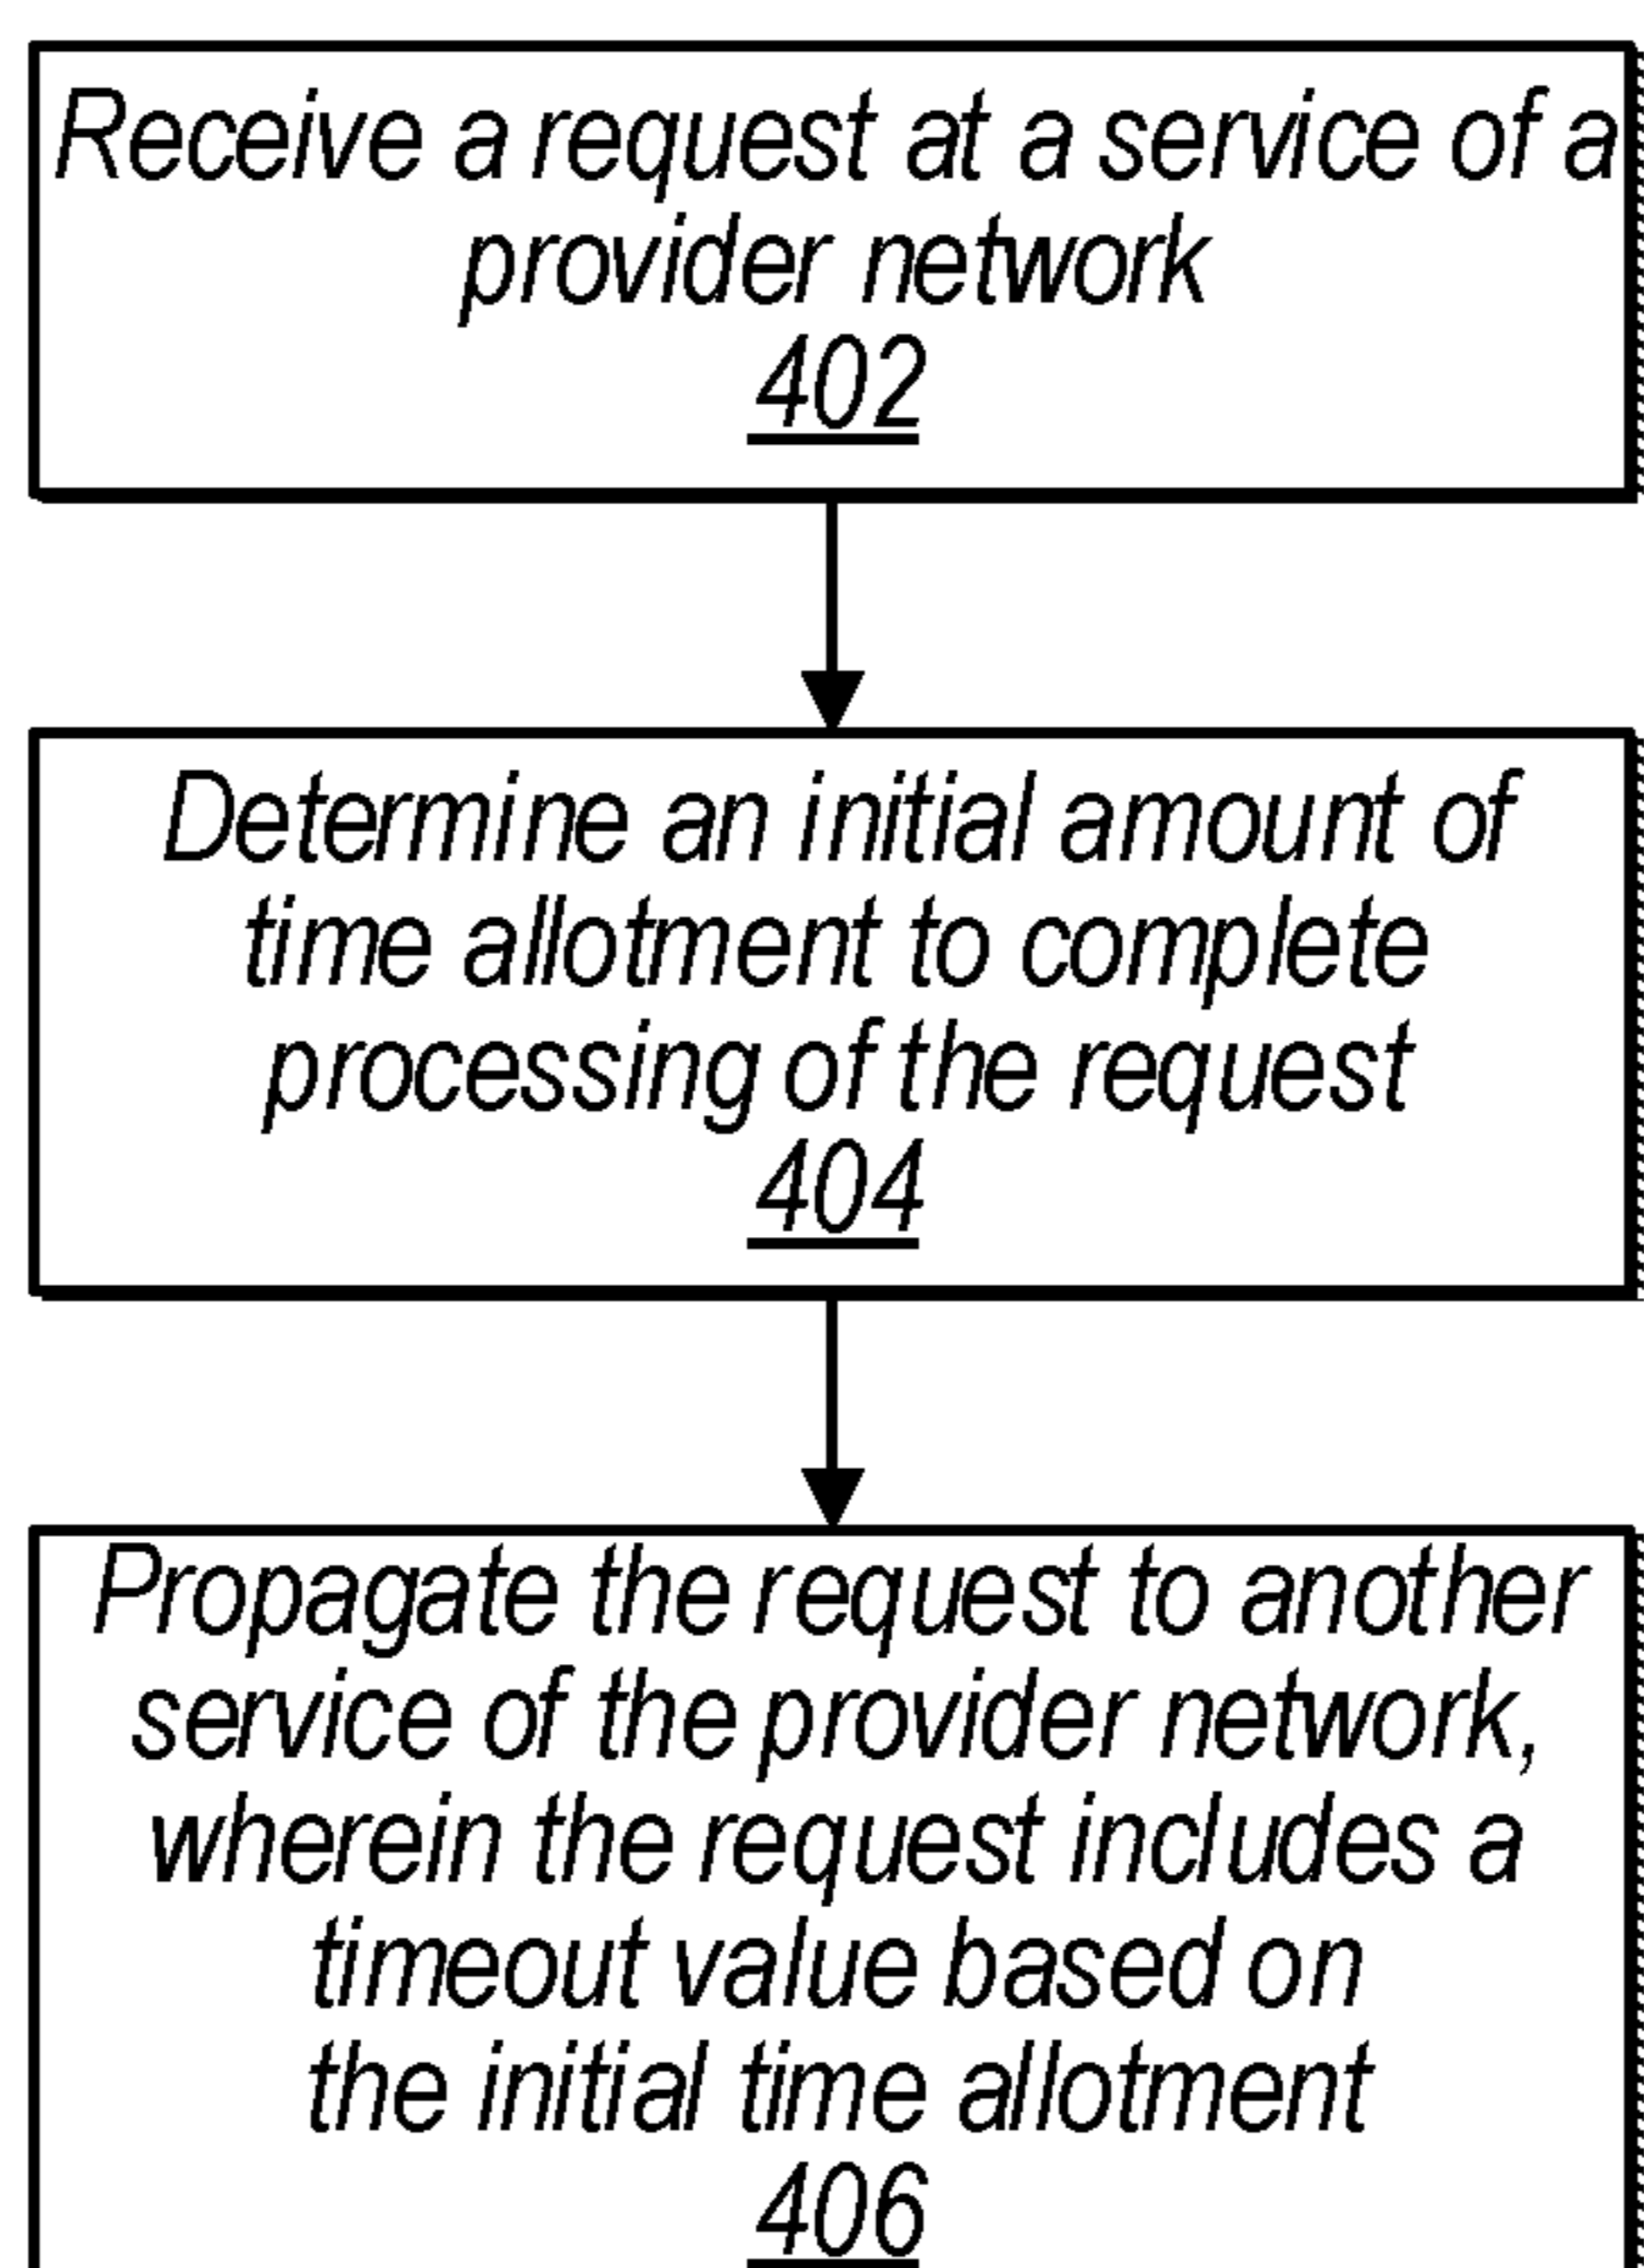 Receive a request at a service of a
provider network
402
Determine an initial amount of
time allotment to complete
processing of the request
404
Propagate the request to another
service of the provider network,
wherein the request includes a
timeout value based on
the initial time allotment
406